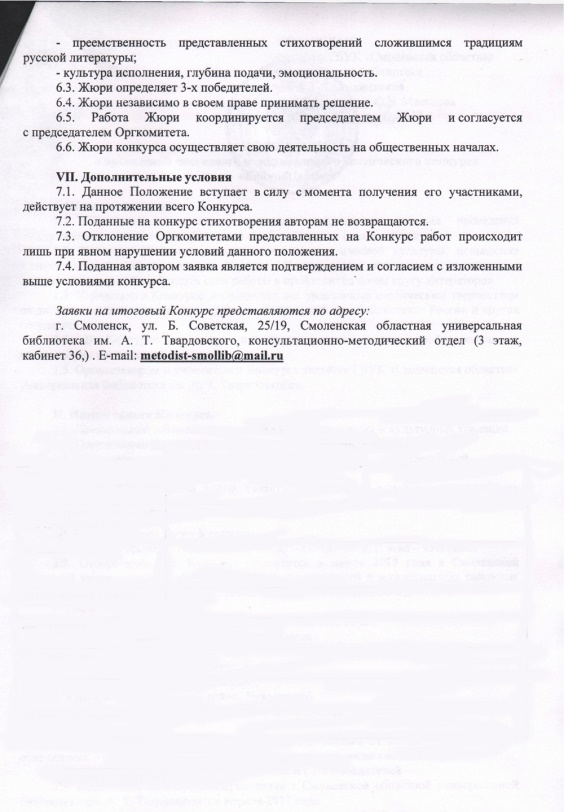 - преемственность представленных стихотворений сложившимся традициям
русской литературы;
- культура исполнения, глубина подачи, эмоциональность.
6.3. Жюри определяет 3-х победителей.
6.4. Жюри независимо в своем праве принимать решение.
6.5. Работа Жюри координируется председателем Жюри и согласуется
с председателем Оргкомитета.
6.6. Жюри конкурса осуществляет свою деятельность на общественных началах.
VII. Дополнительные условия
7.1. Данное Положение вступает в силу с момента получения его участниками,
действует на протяжении всего Конкурса.
7.2. Поданные на конкурс стихотворения авторам не возвращаются.
7.3. Отклонение Оргкомитетами представленных на Конкурс работ происходит
лишь при явном нарушении условий данного положения.
7.4. Поданная автором заявка является подтверждением и согласием с изложенными
выше условиями конкурса.
Заявки на итоговый Конкурс представляются по адресу:
г. Смоленск, ул. Б. Советская, 25/19, Смоленская областная универсальная
библиотека им. А. Т. Твардовского, консультационно-методический отдел (3 этаж,
кабинет 36,) . E-mail: metodist-smollib@mail.ru